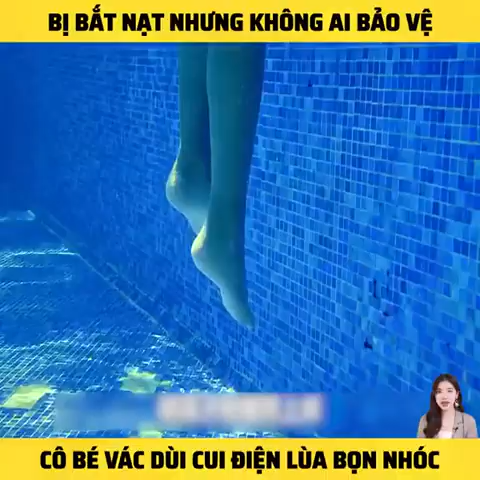 BỊ BẮT NẠT NHƯNG KHÔNG AI BẢO VỆ
CÔ BÉ VÁC DÙI CUI ĐIỆN LÙA BỌN NHÓC